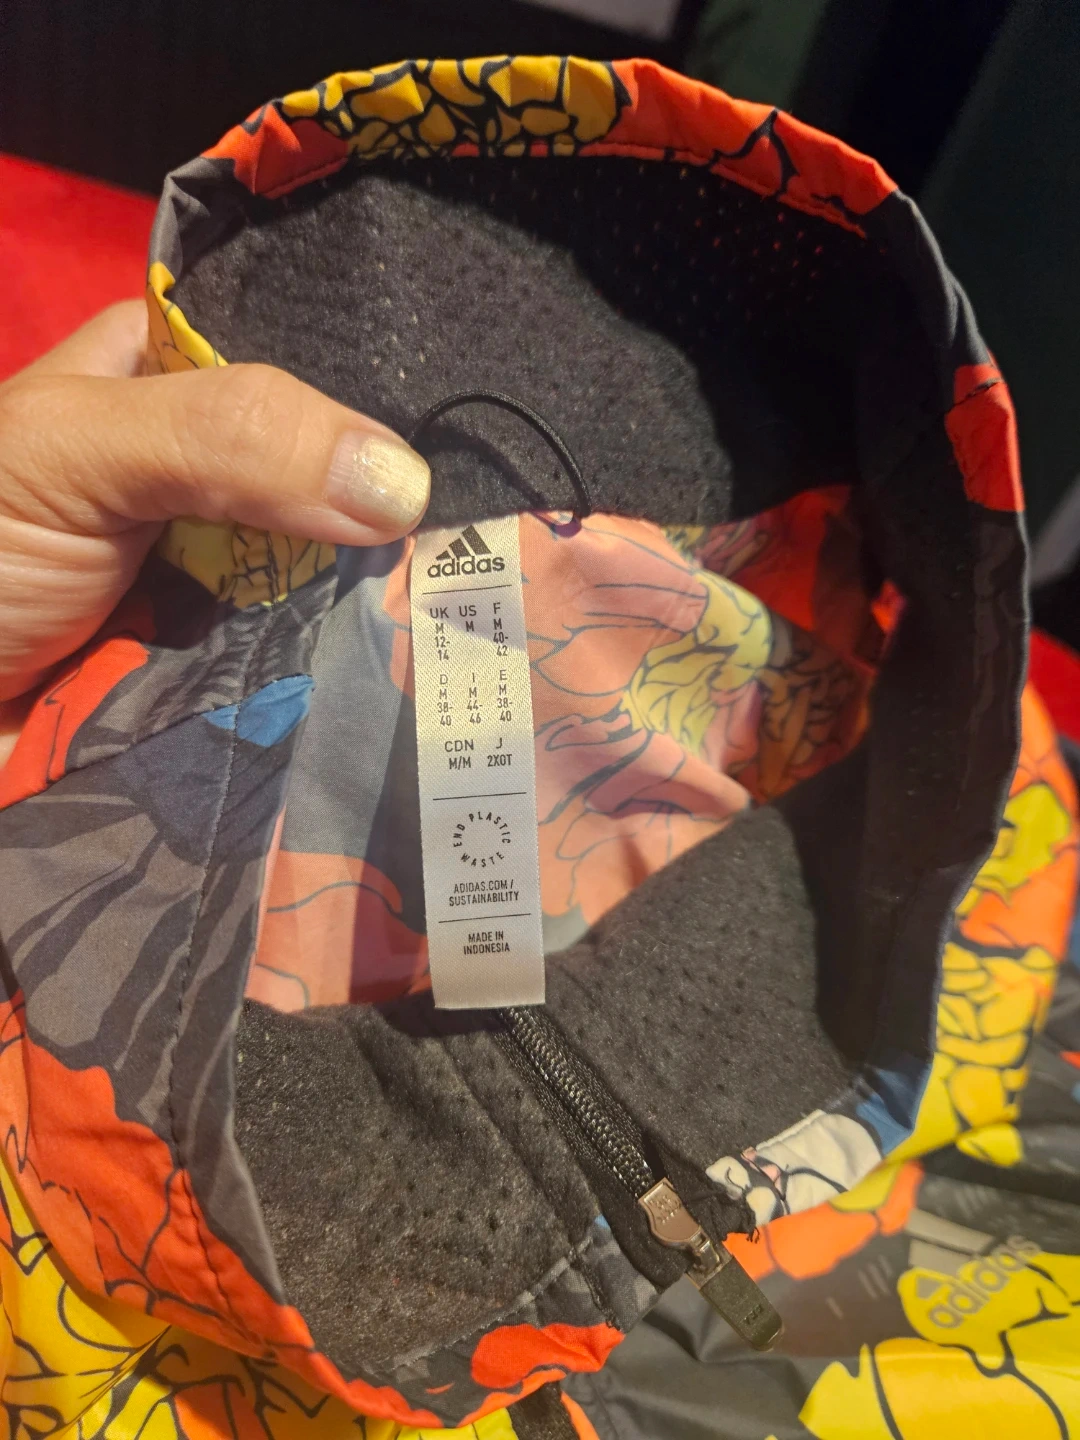 adidas
UK US F
M M M
12- 40-
14 42
D I E
M M M
38- 44- 38-
40 46 40
CDN J
M/M 2XOT
END PLASTIC WASTE
ADIDAS.COM/
SUSTAINABILITY
MADE IN
INDONESIA
adidas